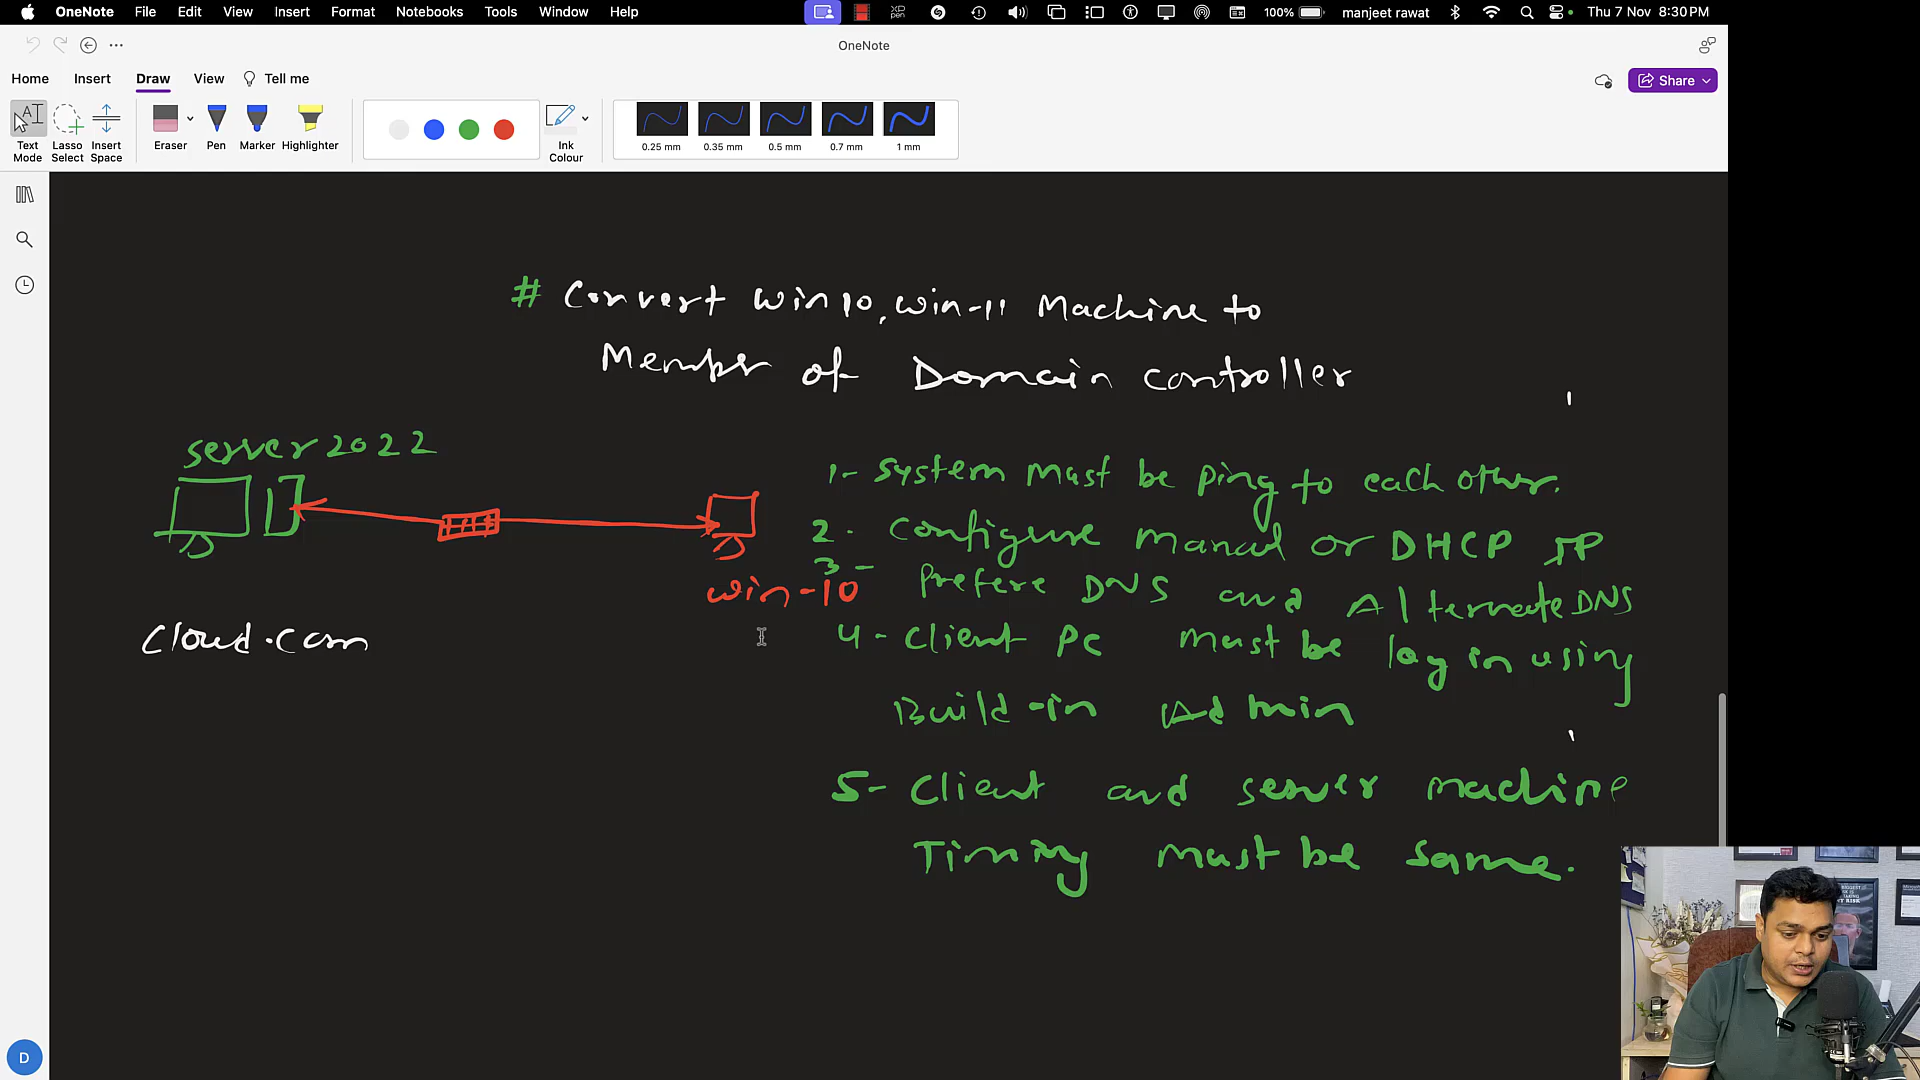 OneNote File Edit View Insert Format Notebooks Tools Window Help 100% manjeet rawat Thu 7 Nov 8:30 PM
OneNote
Home Insert Draw View Tell me Share
Text Mode Lasso Select Insert Space Eraser Pen Marker Highlighter Ink Colour 0.25 mm 0.35 mm 0.5 mm 0.7 mm 1 mm
# Convert Win10, Win-11 Machine to
Member of Domain Controller
server 2022
win-10
Cloud.com
1- System must be ping to each other.
2- Configure Manual or DHCP IP
3- Prefere DNS and Alternate DNS
4- Client PC must be log in using
Build-in Admin
5- Client and server machine
Timing must be same.
D